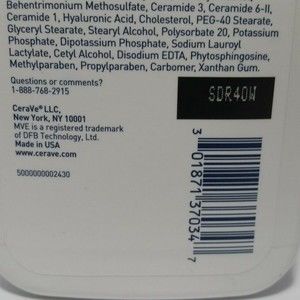 Behentrimonium Methosulfate, Ceramide 3, Ceramide 6-II,
Ceramide 1, Hyaluronic Acid, Cholesterol, PEG-40 Stearate,
Glyceryl Stearate, Stearyl Alcohol, Polysorbate 20, Potassium
Phosphate, Dipotassium Phosphate, Sodium Lauroyl
Lactylate, Cetyl Alcohol, Disodium EDTA, Phytosphingosine,
Methylparaben, Propylparaben, Carbomer, Xanthan Gum.
Questions or comments?
1-888-768-2915
SDR40W
CeraVe® LLC,
New York, NY 10001
MVE is a registered trademark
of DFB Technology, Ltd.
Made in USA
www.cerave.com
5000000002430
3 01871 37034 7